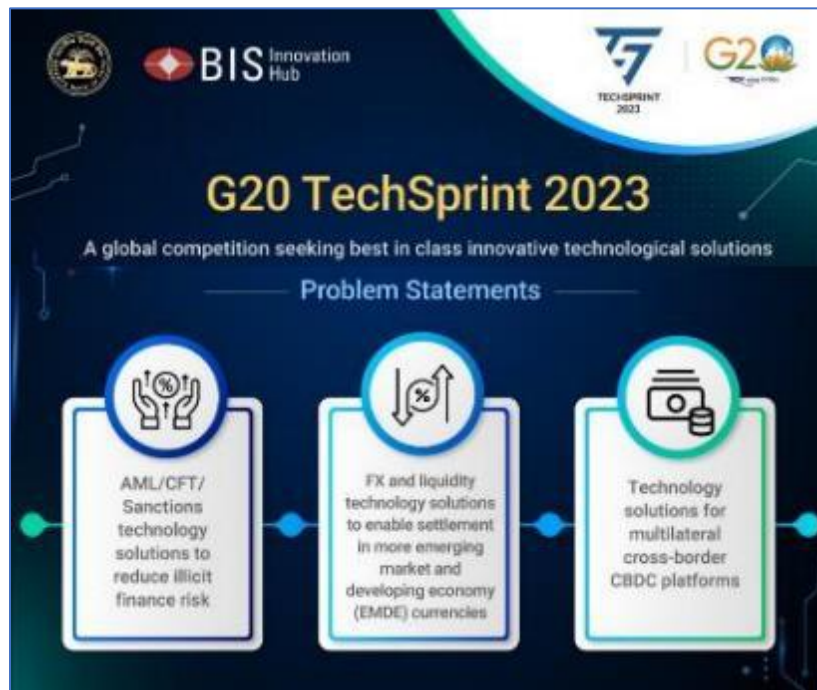 BIS Innovation
Hub
TECHSPRINT
2023
G20
G20 TechSprint 2023
A global competition seeking best in class innovative technological solutions
Problem Statements
AML/CFT/
Sanctions
technology
solutions to
reduce illicit
finance risk
FX and liquidity
technology solutions
to enable settlement
in more emerging
market and
developing economy
(EMDE) currencies
Technology
solutions for
multilateral
cross-border
CBDC platforms